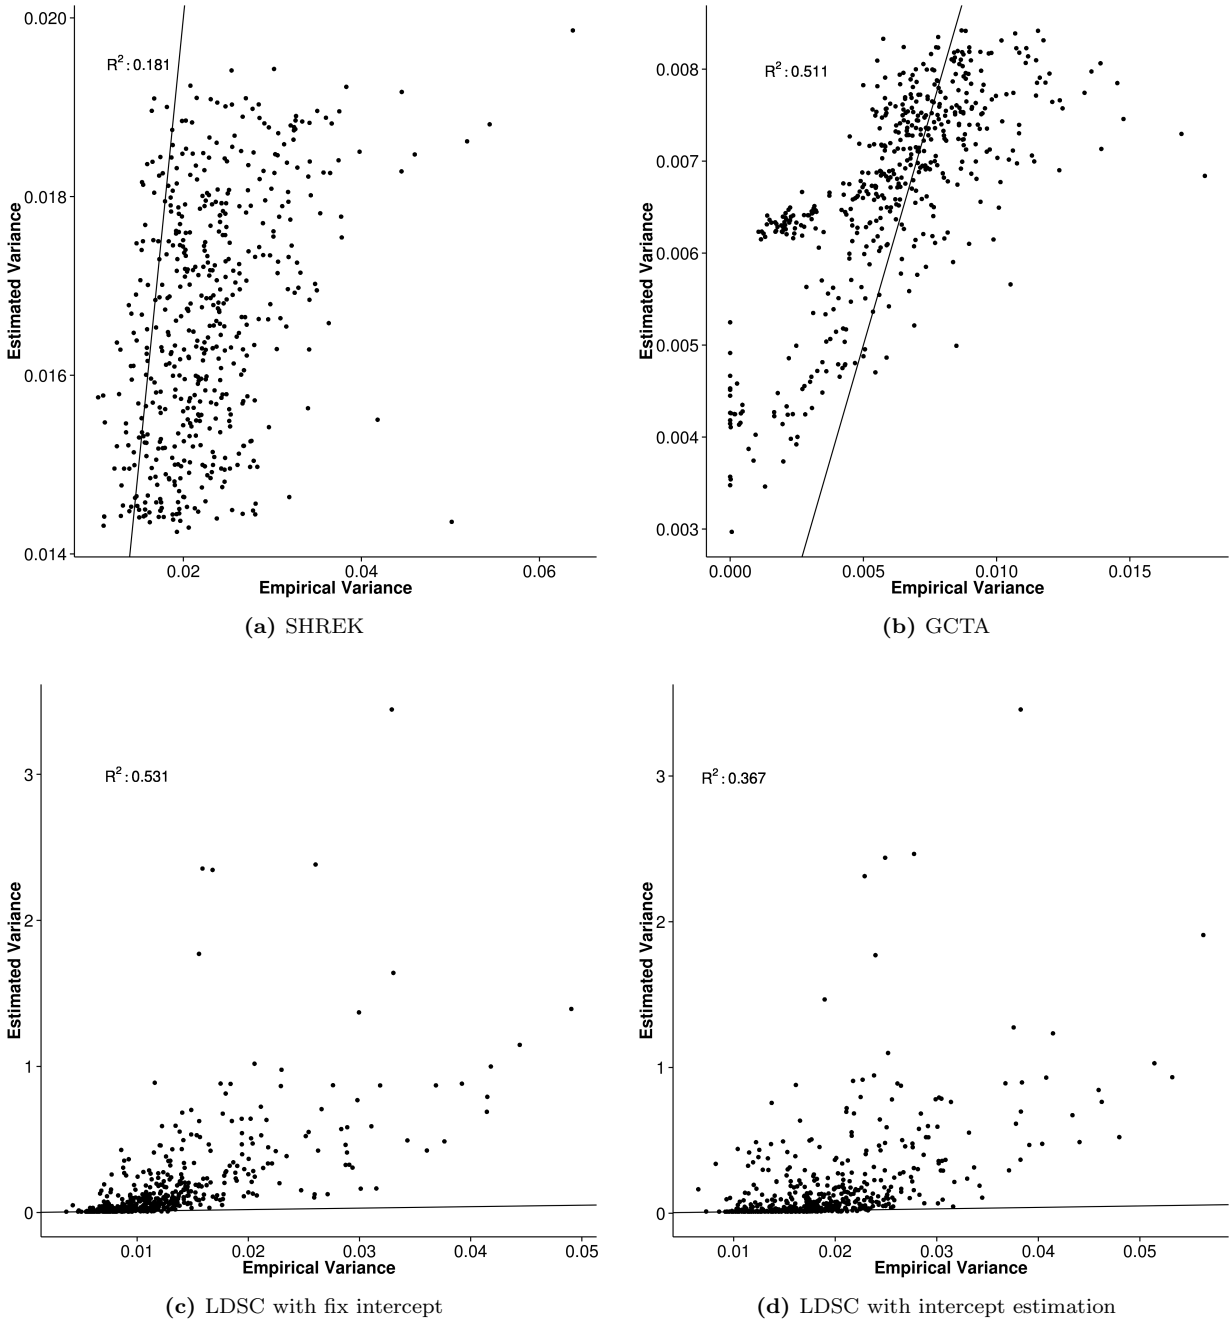 0.020
R²: 0.181
0.018
0.016
0.014
Estimated Variance
0.02 0.04 0.06
Empirical Variance
(a) SHREK
0.008
R²: 0.511
0.007
0.006
0.005
0.004
0.003
Estimated Variance
0.000 0.005 0.010 0.015
Empirical Variance
(b) GCTA
3
R²: 0.531
2
1
0
Estimated Variance
0.01 0.02 0.03 0.04 0.05
Empirical Variance
(c) LDSC with fix intercept
3
R²: 0.367
2
1
0
Estimated Variance
0.01 0.02 0.03 0.04 0.05
Empirical Variance
(d) LDSC with intercept estimation